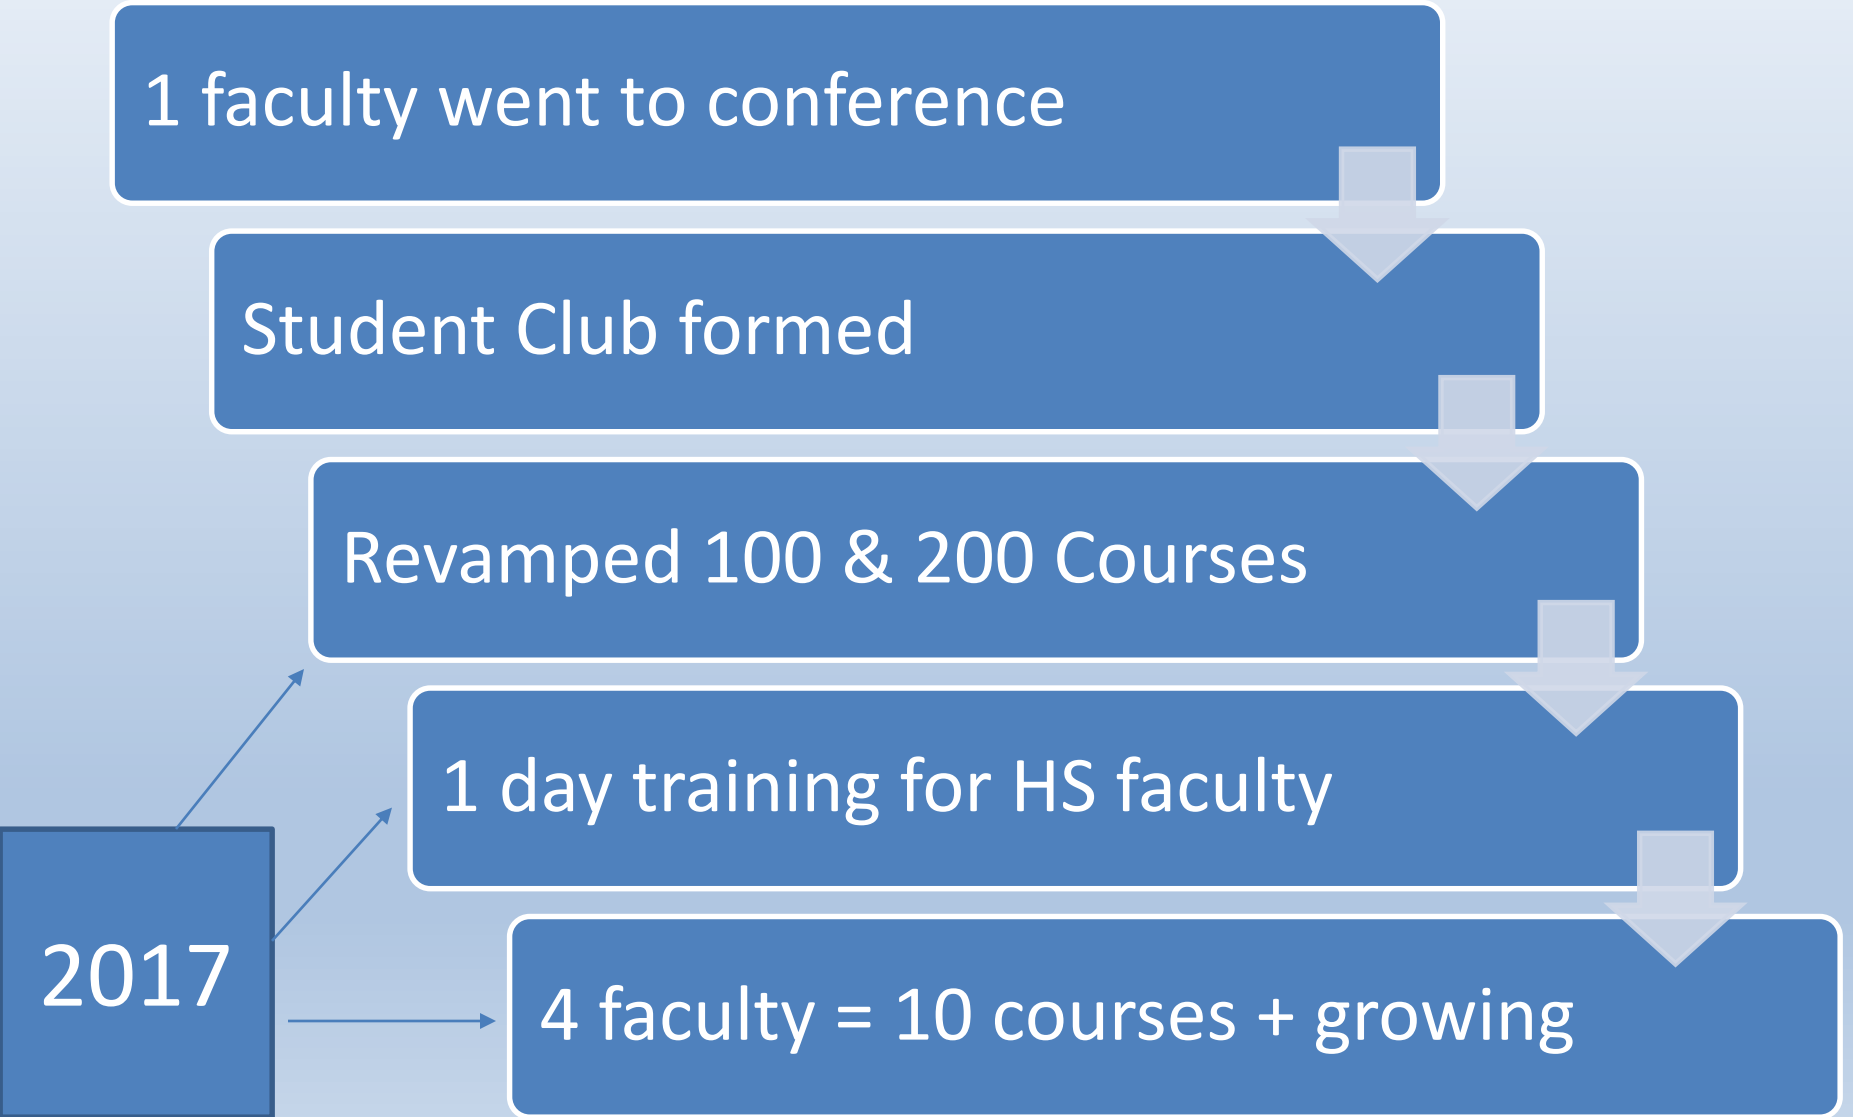 1 faculty went to conference
Student Club formed
Revamped 100 & 200 Courses
1 day training for HS faculty
2017
4 faculty = 10 courses + growing